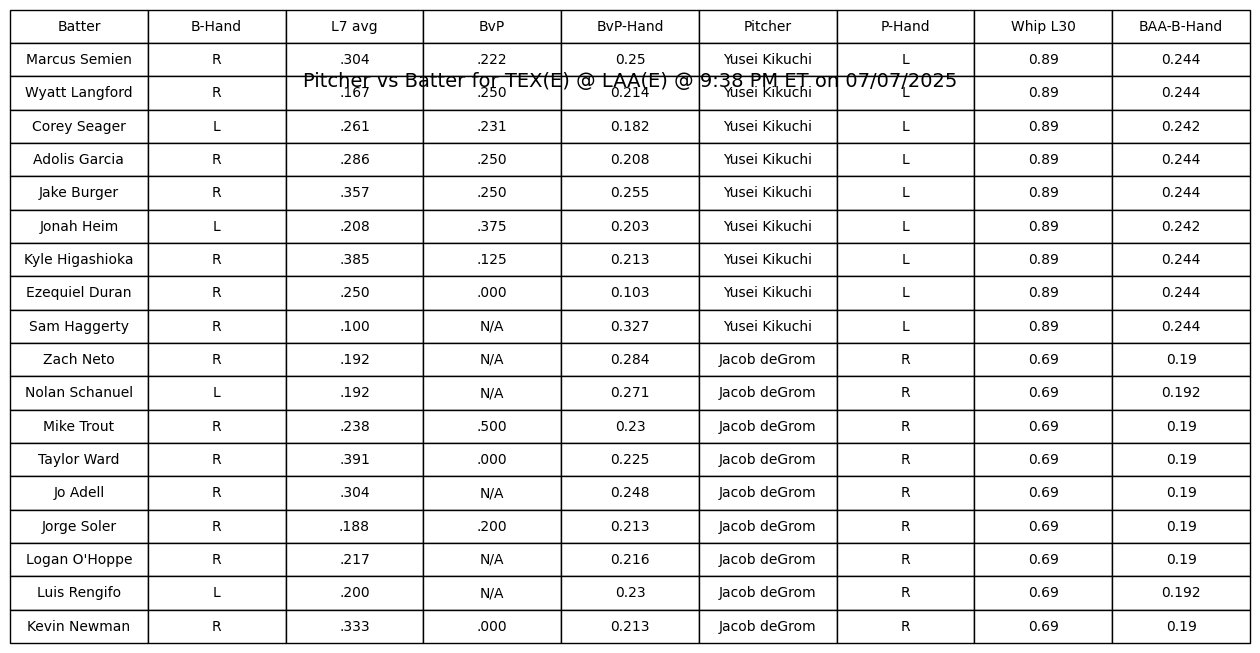 Batter B-Hand L7 avg BvP BvP-Hand Pitcher P-Hand Whip L30 BAA-B-Hand
Marcus Semien R .304 .222 0.25 Yusei Kikuchi L 0.89 0.244
Pitcher vs Batter for TEX(E) @ LAA(E) @ 9:38 PM ET on 07/07/2025
Wyatt Langford R .167 .250 0.214 Yusei Kikuchi L 0.89 0.244
Corey Seager L .261 .231 0.182 Yusei Kikuchi L 0.89 0.242
Adolis Garcia R .286 .250 0.208 Yusei Kikuchi L 0.89 0.244
Jake Burger R .357 .250 0.255 Yusei Kikuchi L 0.89 0.244
Jonah Heim L .208 .375 0.203 Yusei Kikuchi L 0.89 0.242
Kyle Higashioka R .385 .125 0.213 Yusei Kikuchi L 0.89 0.244
Ezequiel Duran R .250 .000 0.103 Yusei Kikuchi L 0.89 0.244
Sam Haggerty R .100 N/A 0.327 Yusei Kikuchi L 0.89 0.244
Zach Neto R .192 N/A 0.284 Jacob deGrom R 0.69 0.19
Nolan Schanuel L .192 N/A 0.271 Jacob deGrom R 0.69 0.192
Mike Trout R .238 .500 0.23 Jacob deGrom R 0.69 0.19
Taylor Ward R .391 .000 0.225 Jacob deGrom R 0.69 0.19
Jo Adell R .304 N/A 0.248 Jacob deGrom R 0.69 0.19
Jorge Soler R .188 .200 0.213 Jacob deGrom R 0.69 0.19
Logan O'Hoppe R .217 N/A 0.216 Jacob deGrom R 0.69 0.19
Luis Rengifo L .200 N/A 0.23 Jacob deGrom R 0.69 0.192
Kevin Newman R .333 .000 0.213 Jacob deGrom R 0.69 0.19